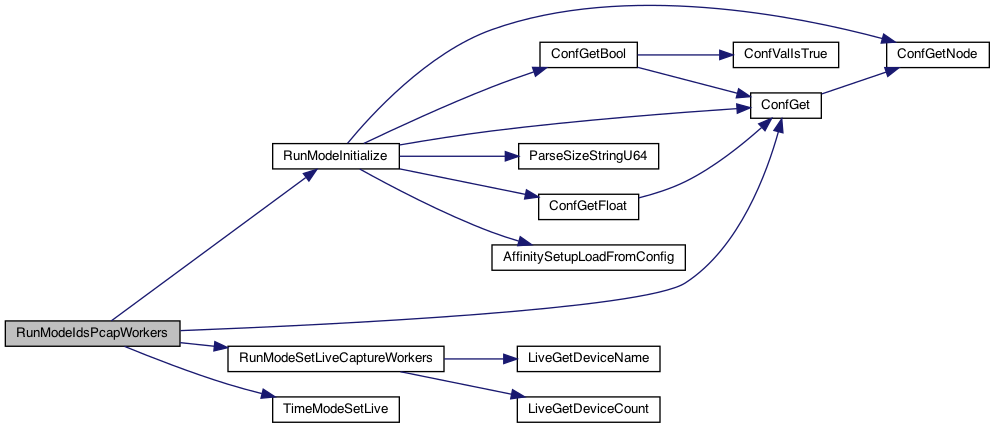 ConfGetBool
ConfValIsTrue
ConfGetNode
ConfGet
RunModeInitialize
ParseSizeStringU64
ConfGetFloat
AffinitySetupLoadFromConfig
RunModeIdsPcapWorkers
RunModeSetLiveCaptureWorkers
LiveGetDeviceName
TimeModeSetLive
LiveGetDeviceCount